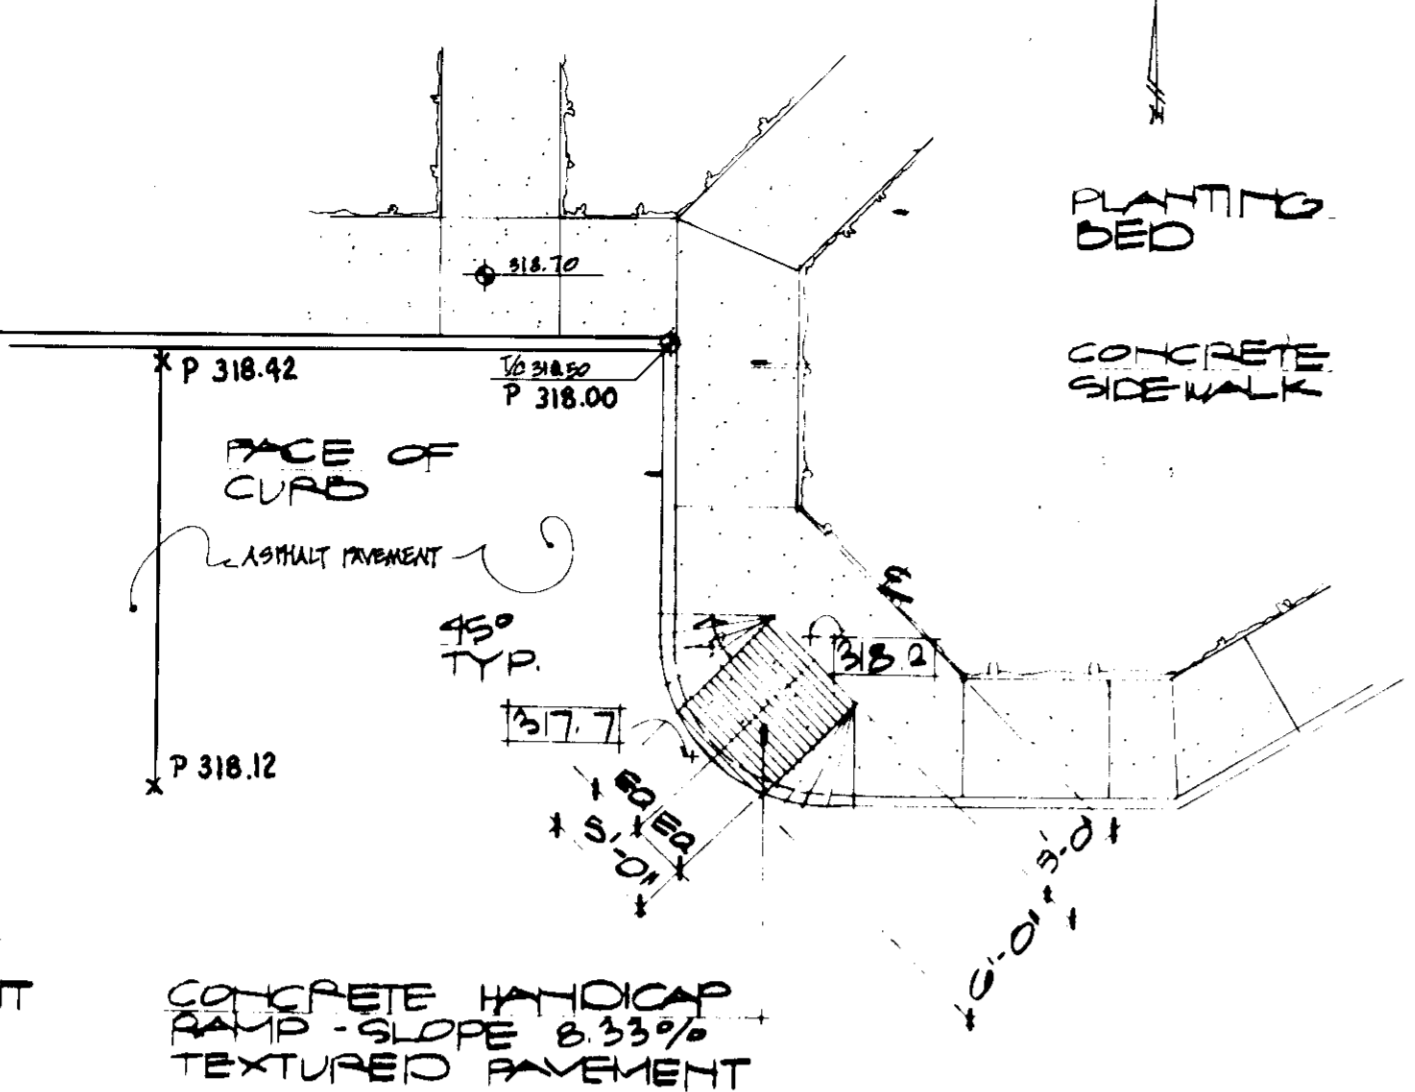 PLANTING
BED
318.70
CONCRETE
SIDEWALK
P 318.42
T/C 318.50
P 318.00
FACE OF
CURB
ASPHALT PAVEMENT
45°
TYP.
318.2
317.7
P 318.12
EQ EQ
5'-0"
3'-0"
6'-0"
CONCRETE HANDICAP
RAMP - SLOPE 8.33%
TEXTURED PAVEMENT